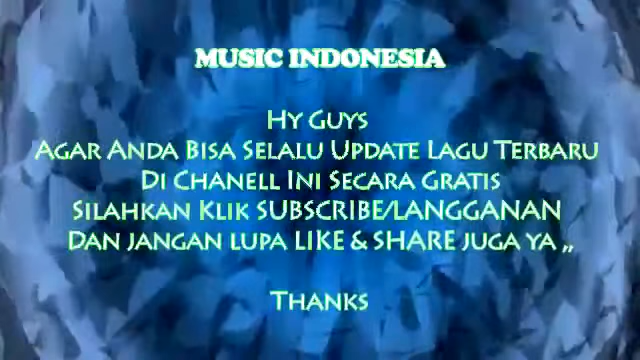 MUSIC INDONESIA
Hy Guys
Agar Anda Bisa Selalu Update Lagu Terbaru
Di Chanell Ini Secara Gratis
Silahkan Klik SUBSCRIBE/LANGGANAN
Dan jangan lupa LIKE & SHARE juga ya ,,
Thanks